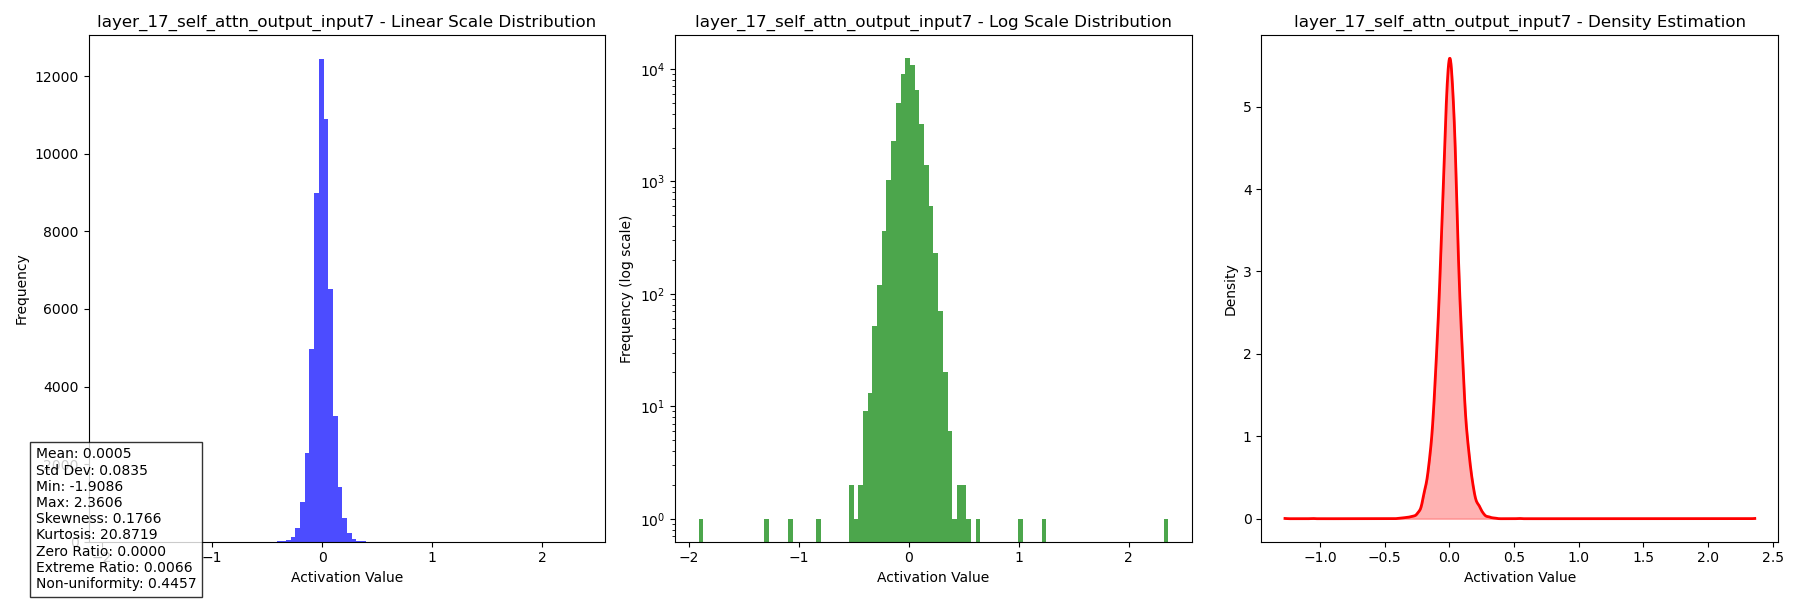 layer_17_self_attn_output_input7 - Linear Scale Distribution
12000
10000
8000
6000
4000
Frequency
−1
0
1
2
Activation Value
Mean: 0.0005
Std Dev: 0.0835
Min: -1.9086
Max: 2.3606
Skewness: 0.1766
Kurtosis: 20.8719
Zero Ratio: 0.0000
Extreme Ratio: 0.0066
Non-uniformity: 0.4457
layer_17_self_attn_output_input7 - Log Scale Distribution
10⁴
10³
10²
10¹
10⁰
Frequency (log scale)
−2
−1
0
1
2
Activation Value
layer_17_self_attn_output_input7 - Density Estimation
5
4
3
2
1
0
Density
−1.0
−0.5
0.0
0.5
1.0
1.5
2.0
2.5
Activation Value